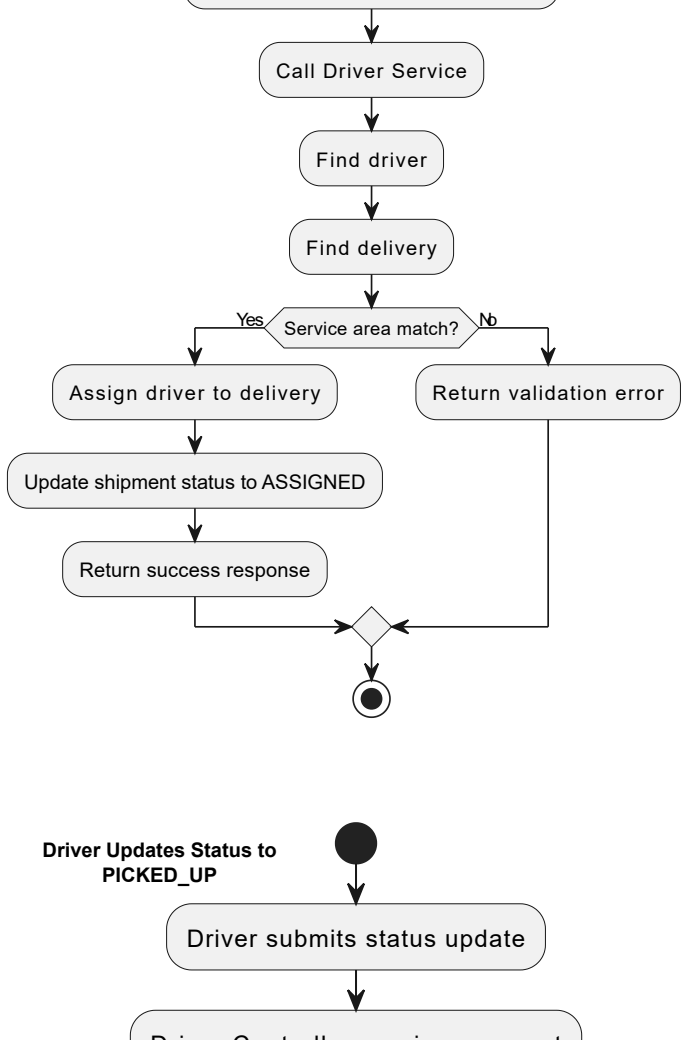 Call Driver Service
Find driver
Find delivery
Yes
Service area match?
No
Assign driver to delivery
Return validation error
Update shipment status to ASSIGNED
Return success response
Driver Updates Status to
PICKED_UP
Driver submits status update